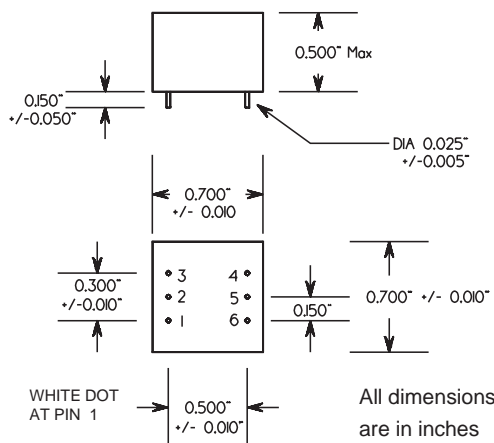 0.500" Max
0.150"
+/-0.050"
DIA 0.025"
+/-0.005"
0.700"
+/- 0.010
3 4
2 5
1 6
0.300"
+/-0.010"
0.150"
0.700" +/- 0.010"
WHITE DOT
AT PIN 1
0.500"
+/- 0.010"
All dimensions
are in inches